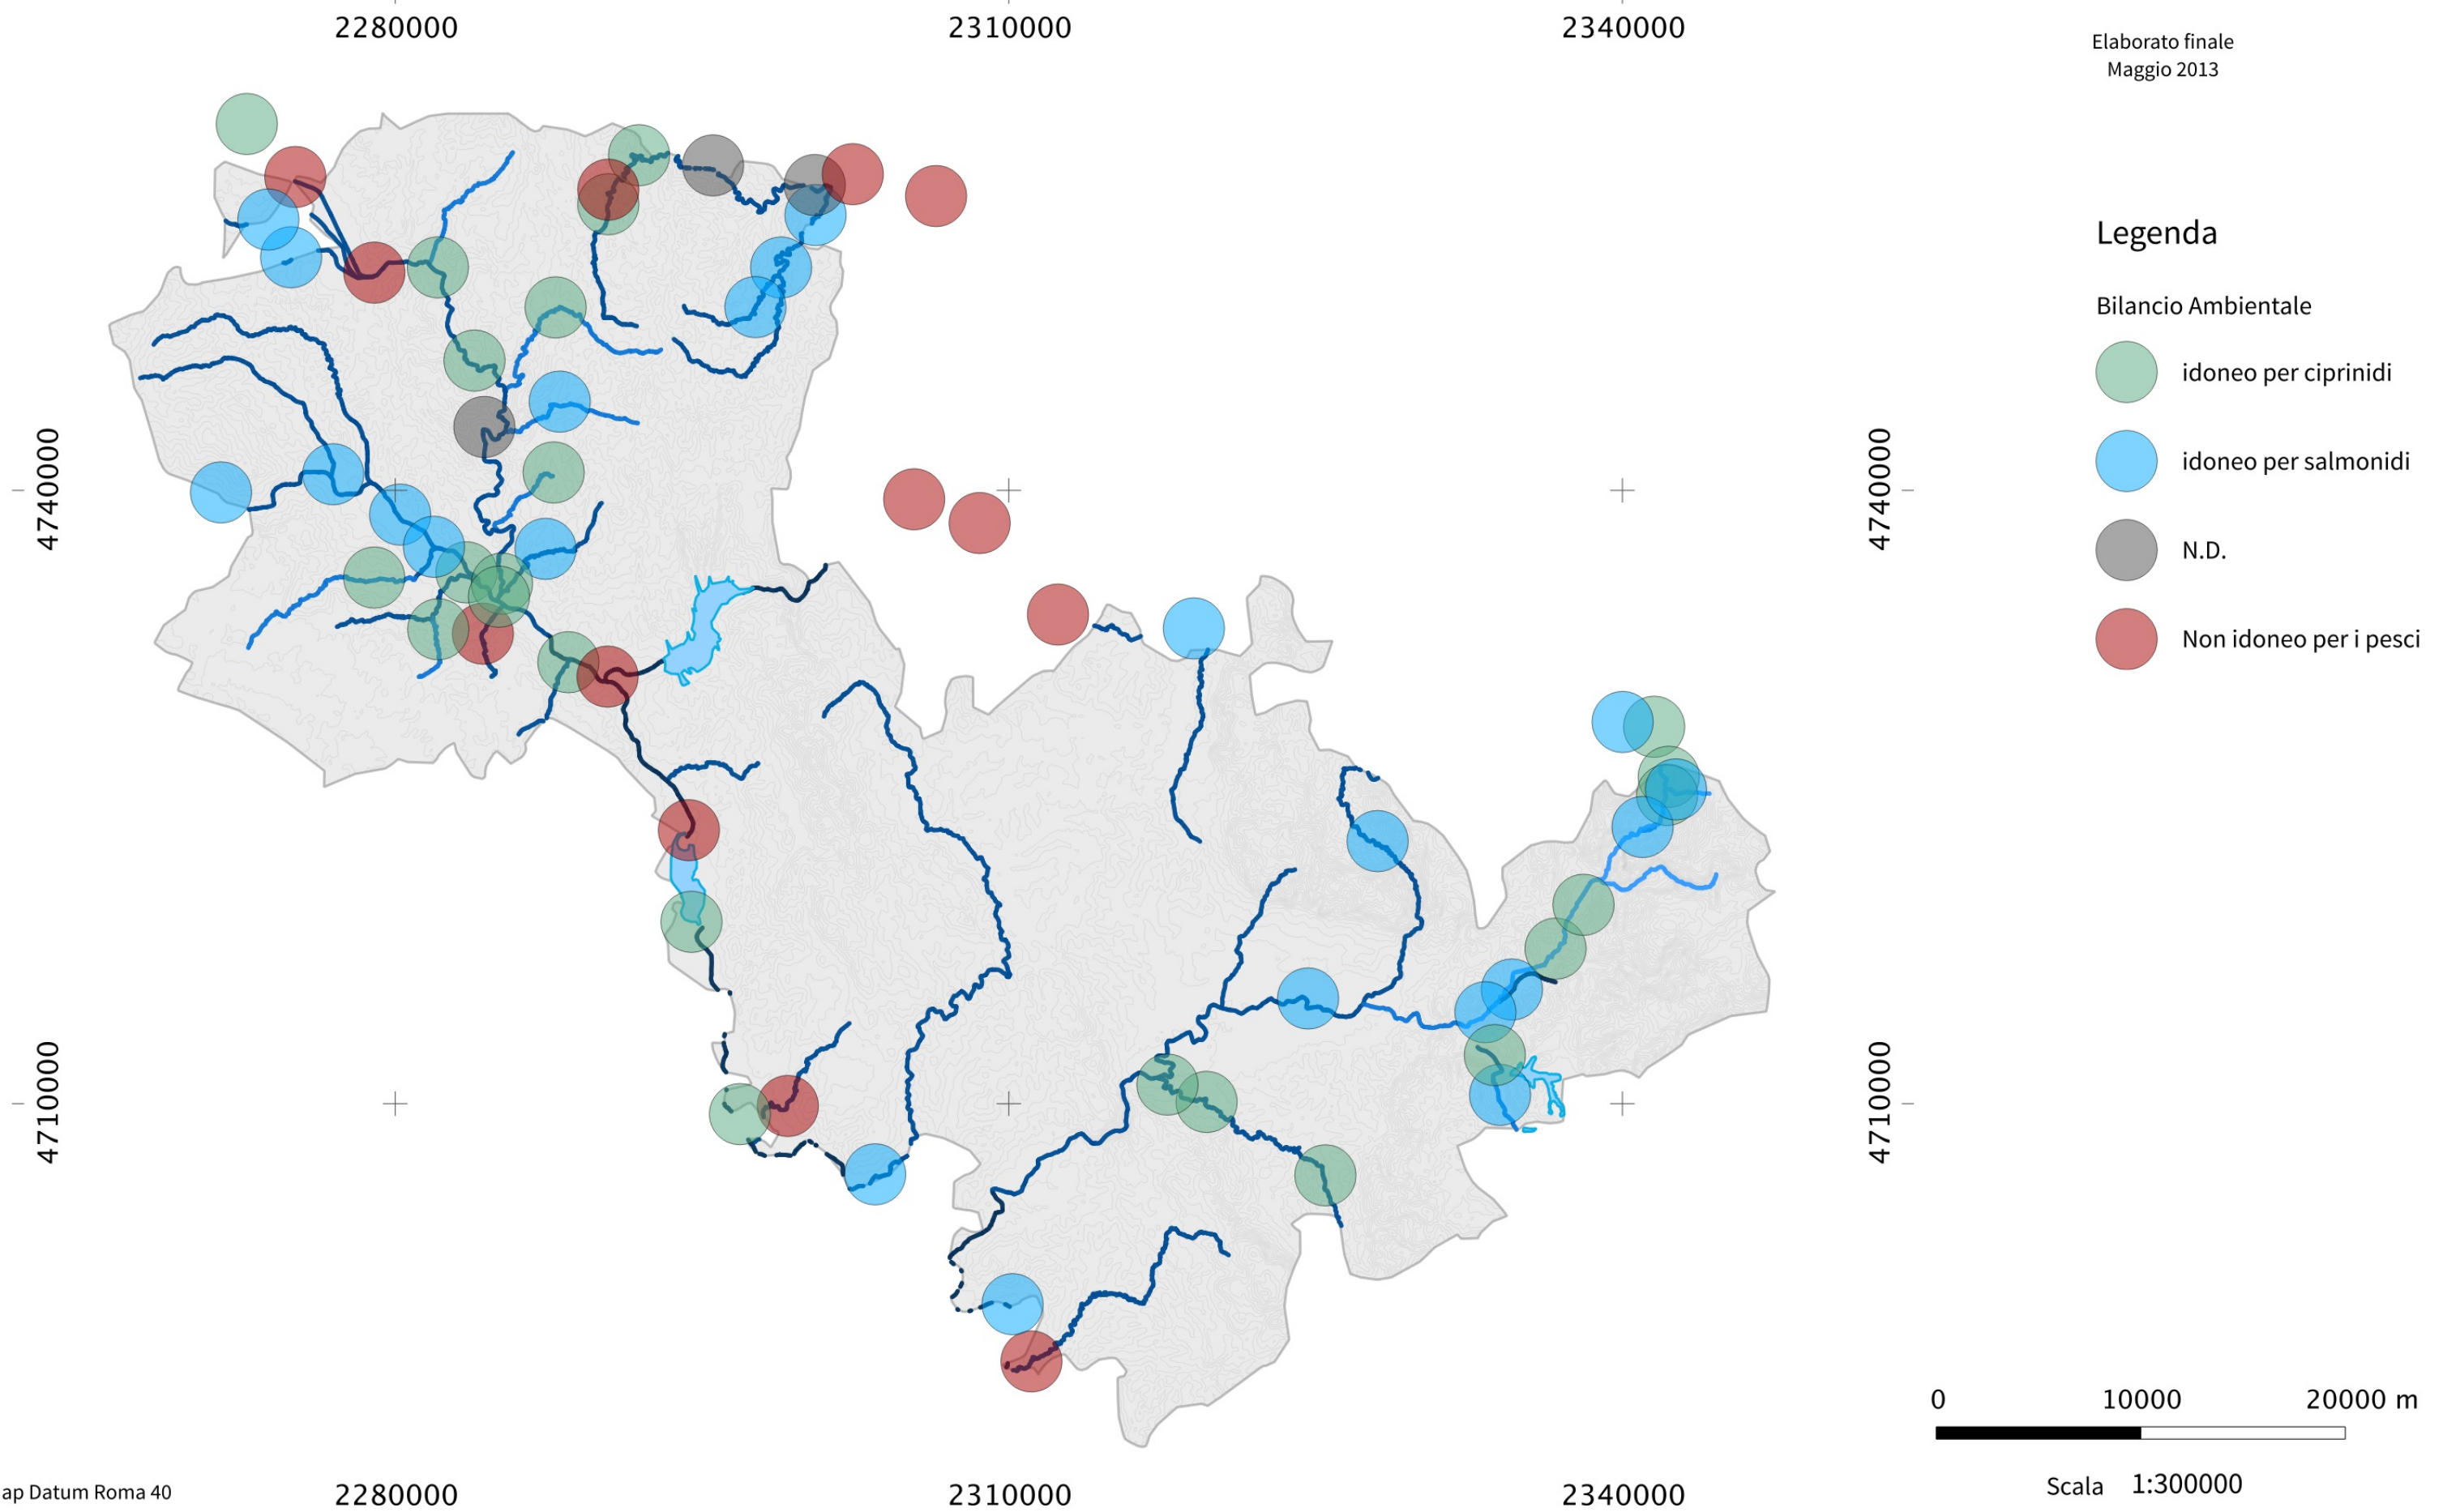 2280000
2310000
2340000
Elaborato finale
Maggio 2013
Legenda
Bilancio Ambientale
idoneo per ciprinidi
idoneo per salmonidi
N.D.
Non idoneo per i pesci
4740000
4740000
4710000
4710000
0 10000 20000 m
Scala 1:300000
ap Datum Roma 40
2280000
2310000
2340000